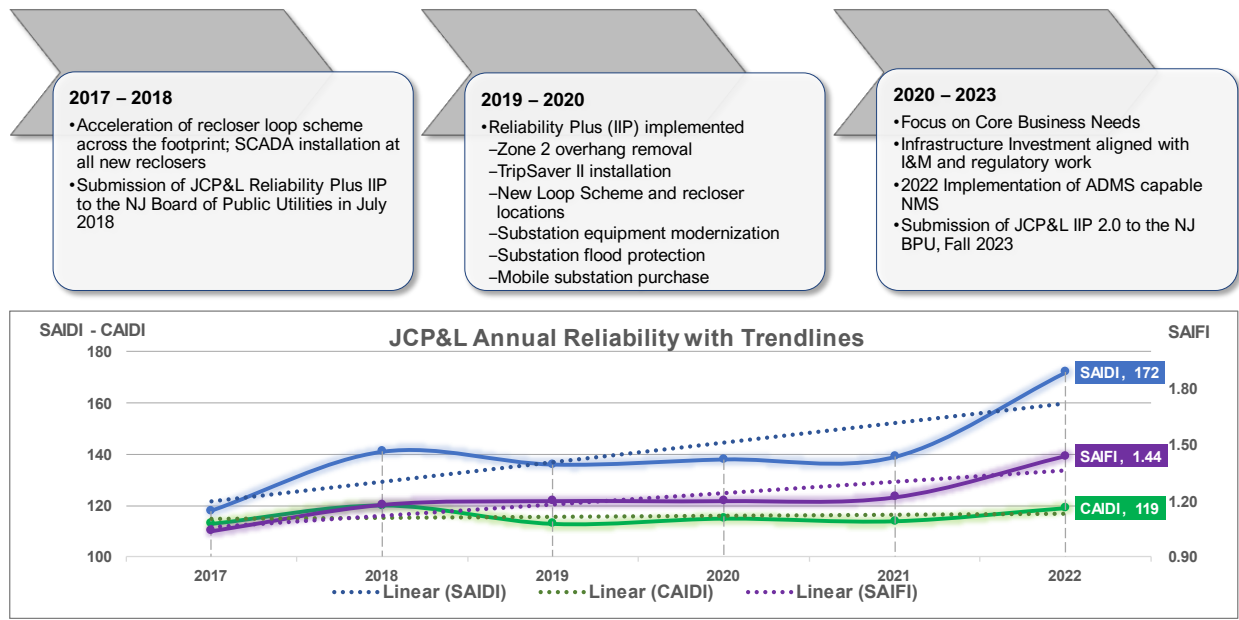 2017 – 2018
•Acceleration of recloser loop scheme
across the footprint; SCADA installation at
all new reclosers
•Submission of JCP&L Reliability Plus IIP
to the NJ Board of Public Utilities in July
2018
2019 – 2020
•Reliability Plus (IIP) implemented
–Zone 2 overhang removal
–TripSaver II installation
–New Loop Scheme and recloser
locations
–Substation equipment modernization
–Substation flood protection
–Mobile substation purchase
2020 – 2023
•Focus on Core Business Needs
•Infrastructure Investment aligned with
I&M and regulatory work
•2022 Implementation of ADMS capable
NMS
•Submission of JCP&L IIP 2.0 to the NJ
BPU, Fall 2023
SAIDI - CAIDI
JCP&L Annual Reliability with Trendlines
SAIFI
180
160
140
120
100
SAIDI, 172
SAIFI, 1.44
CAIDI, 119
1.80
1.50
1.20
0.90
2017 2018 2019 2020 2021 2022
Linear (SAIDI) Linear (CAIDI) Linear (SAIFI)